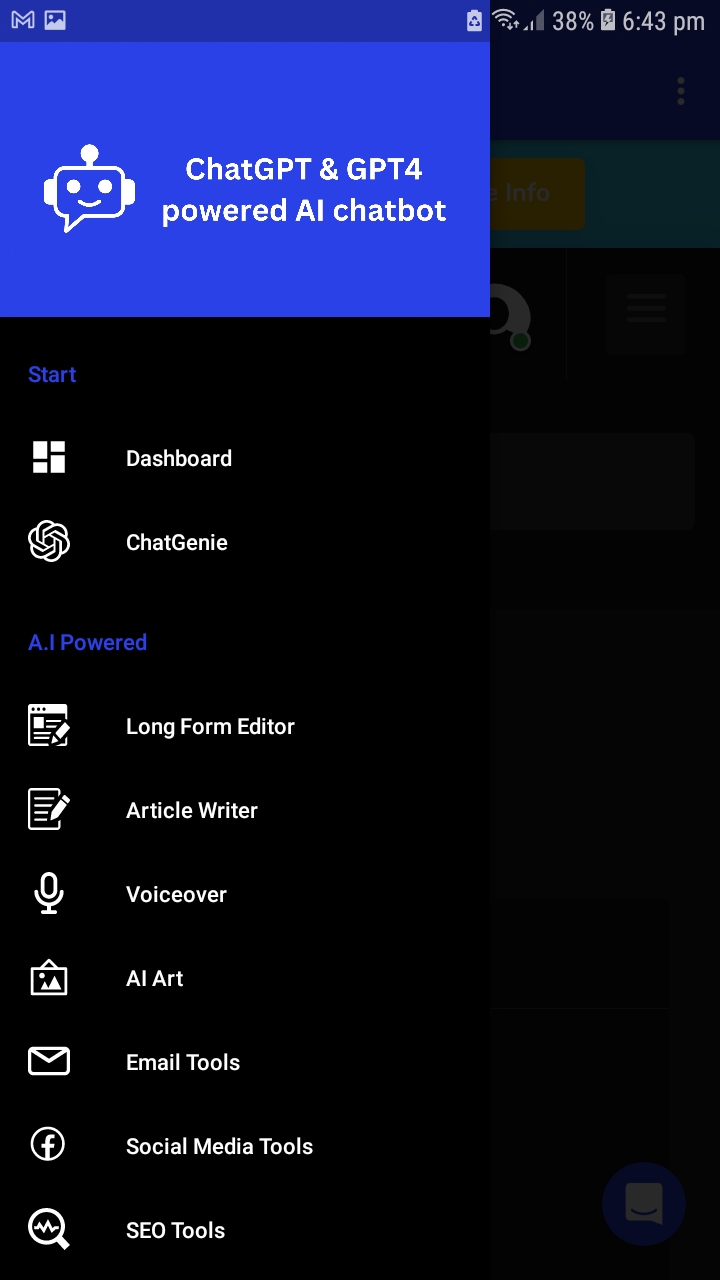 38% 6:43 pm
ChatGPT & GPT4
powered AI chatbot
e Info
Start
Dashboard
ChatGenie
A.I Powered
Long Form Editor
Article Writer
Voiceover
AI Art
Email Tools
Social Media Tools
SEO Tools